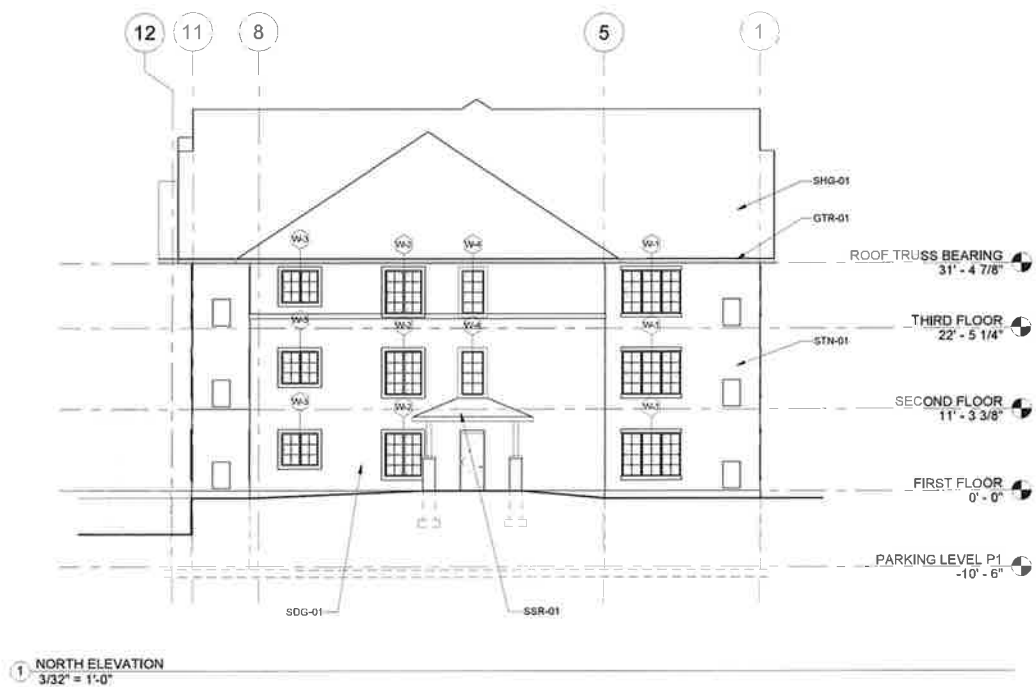 12 11 8 5 1
SHG-01
GTR-01
W-3 W-2 W-4 W-1
ROOF TRUSS BEARING
31' - 4 7/8"
W-3 W-2 W-4 W-1
THIRD FLOOR
22' - 5 1/4"
STN-01
W-3 W-2 W-1
SECOND FLOOR
11' - 3 3/8"
FIRST FLOOR
0' - 0"
PARKING LEVEL P1
-10' - 6"
SDG-01
SSR-01
1 NORTH ELEVATION
3/32" = 1'-0"